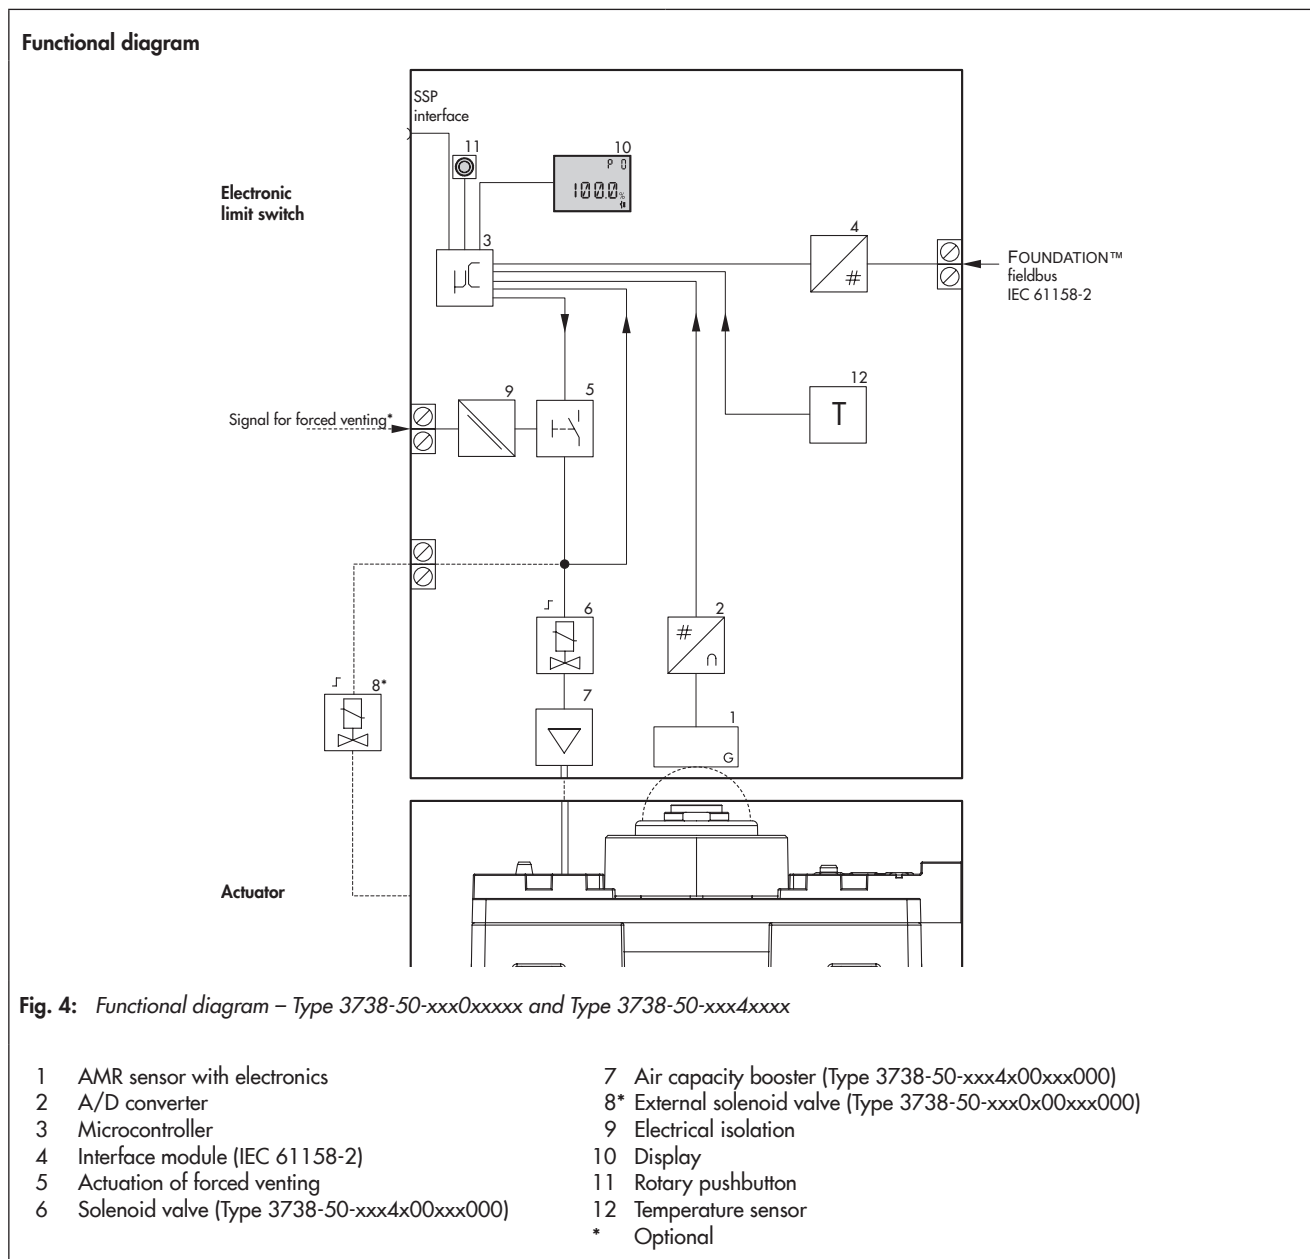 Functional diagram
SSP
interface
11
10
P 0
100.0%
Electronic
limit switch
3
µC
4
#
FOUNDATION™
fieldbus
IEC 61158-2
12
T
9
5
Signal for forced venting*
6
2
#
∩
8*
7
1
G
Actuator
Fig. 4: Functional diagram – Type 3738-50-xxx0xxxxx and Type 3738-50-xxx4xxxx
1 AMR sensor with electronics
2 A/D converter
3 Microcontroller
4 Interface module (IEC 61158-2)
5 Actuation of forced venting
6 Solenoid valve (Type 3738-50-xxx4x00xxx000)
7 Air capacity booster (Type 3738-50-xxx4x00xxx000)
8* External solenoid valve (Type 3738-50-xxx0x00xxx000)
9 Electrical isolation
10 Display
11 Rotary pushbutton
12 Temperature sensor
* Optional